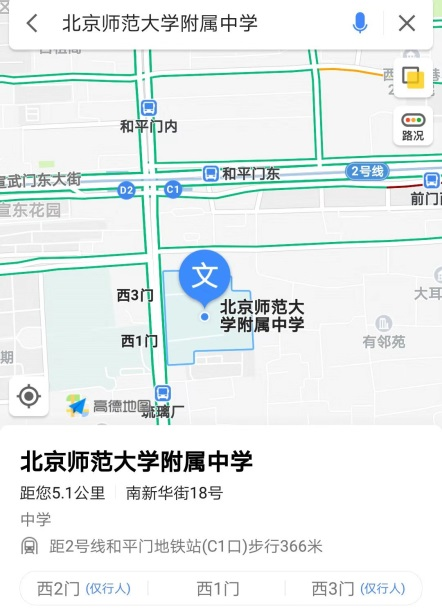 北京师范大学附属中学
西
路况
和平门内
宣武门东大街
和平门东
2号线
D2
C1
前门西
宣东花园
文
西3门
北京师范大
学附属中学
大耳
西1门
有邻苑
期
高德地图
琉璃厂
北京师范大学附属中学
距您5.1公里 南新华街18号
中学
距2号线和平门地铁站(C1口)步行366米
西2门 (仅行人) 西1门 西3门 (仅行人)